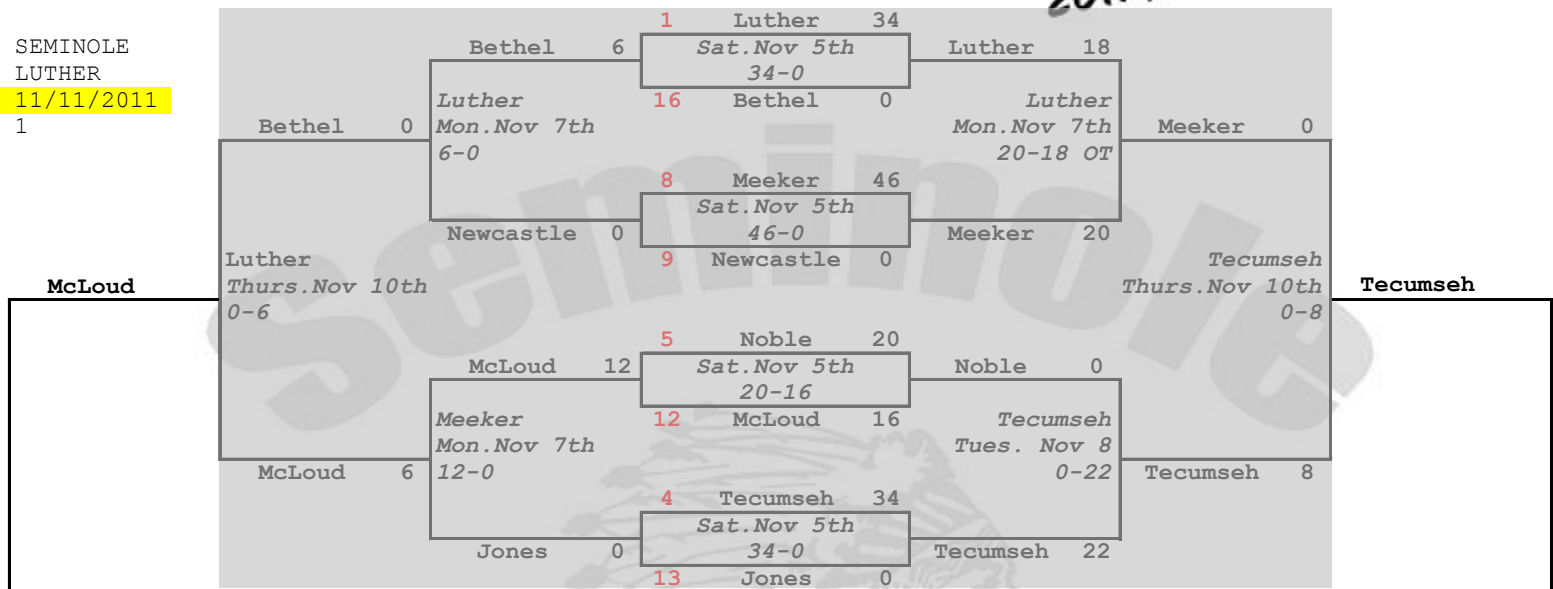 1 Luther 34
SEMINOLE Bethel 6 Sat.Nov 5th Luther 18
LUTHER 34-0
11/11/2011 Luther 16 Bethel 0 Luther
1 Bethel 0 Mon.Nov 7th Mon.Nov 7th Meeker 0
6-0 20-18 OT
8 Meeker 46
Sat.Nov 5th
Newcastle 0 46-0 Meeker 20
Luther 9 Newcastle 0 Tecumseh
McLoud Thurs.Nov 10th Thurs.Nov 10th Tecumseh
0-6 0-8
5 Noble 20
McLoud 12 Sat.Nov 5th Noble 0
20-16
Meeker 12 McLoud 16 Tecumseh
Mon.Nov 7th Tues. Nov 8
McLoud 6 12-0 0-22 Tecumseh 8
4 Tecumseh 34
Sat.Nov 5th
Jones 0 34-0 Tecumseh 22
13 Jones 0
Seminole